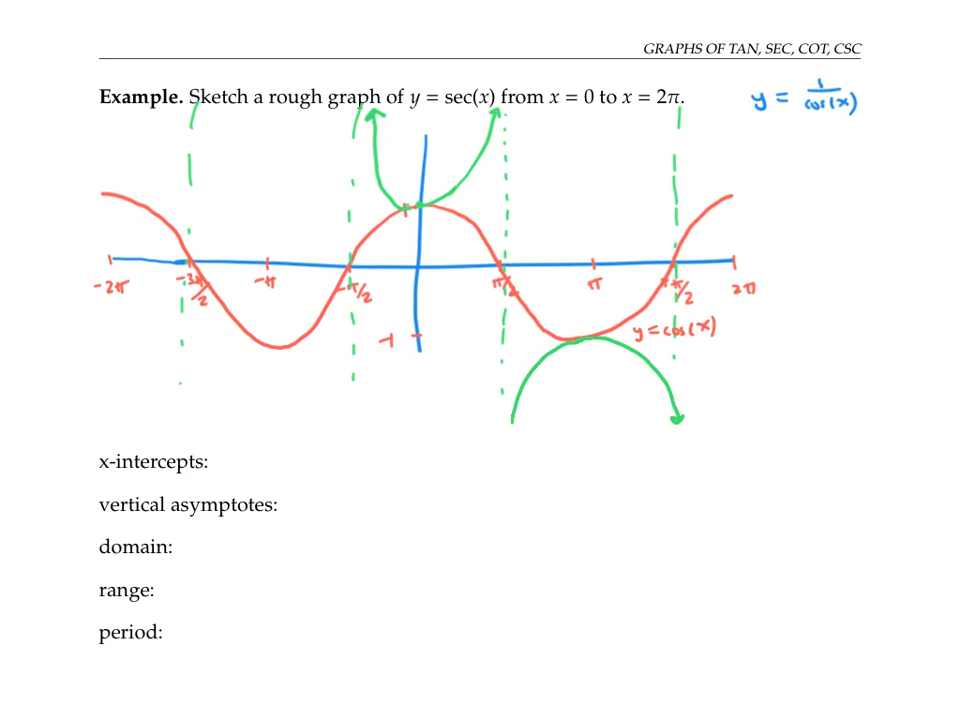 GRAPHS OF TAN, SEC, COT, CSC
Example. Sketch a rough graph of y = sec(x) from x = 0 to x = 2π.
y = 1/cos(x)
-2π -3π/2 -π -π/2 π/2 π 3π/2 2π
-1
y = cos(x)
x-intercepts:
vertical asymptotes:
domain:
range:
period: